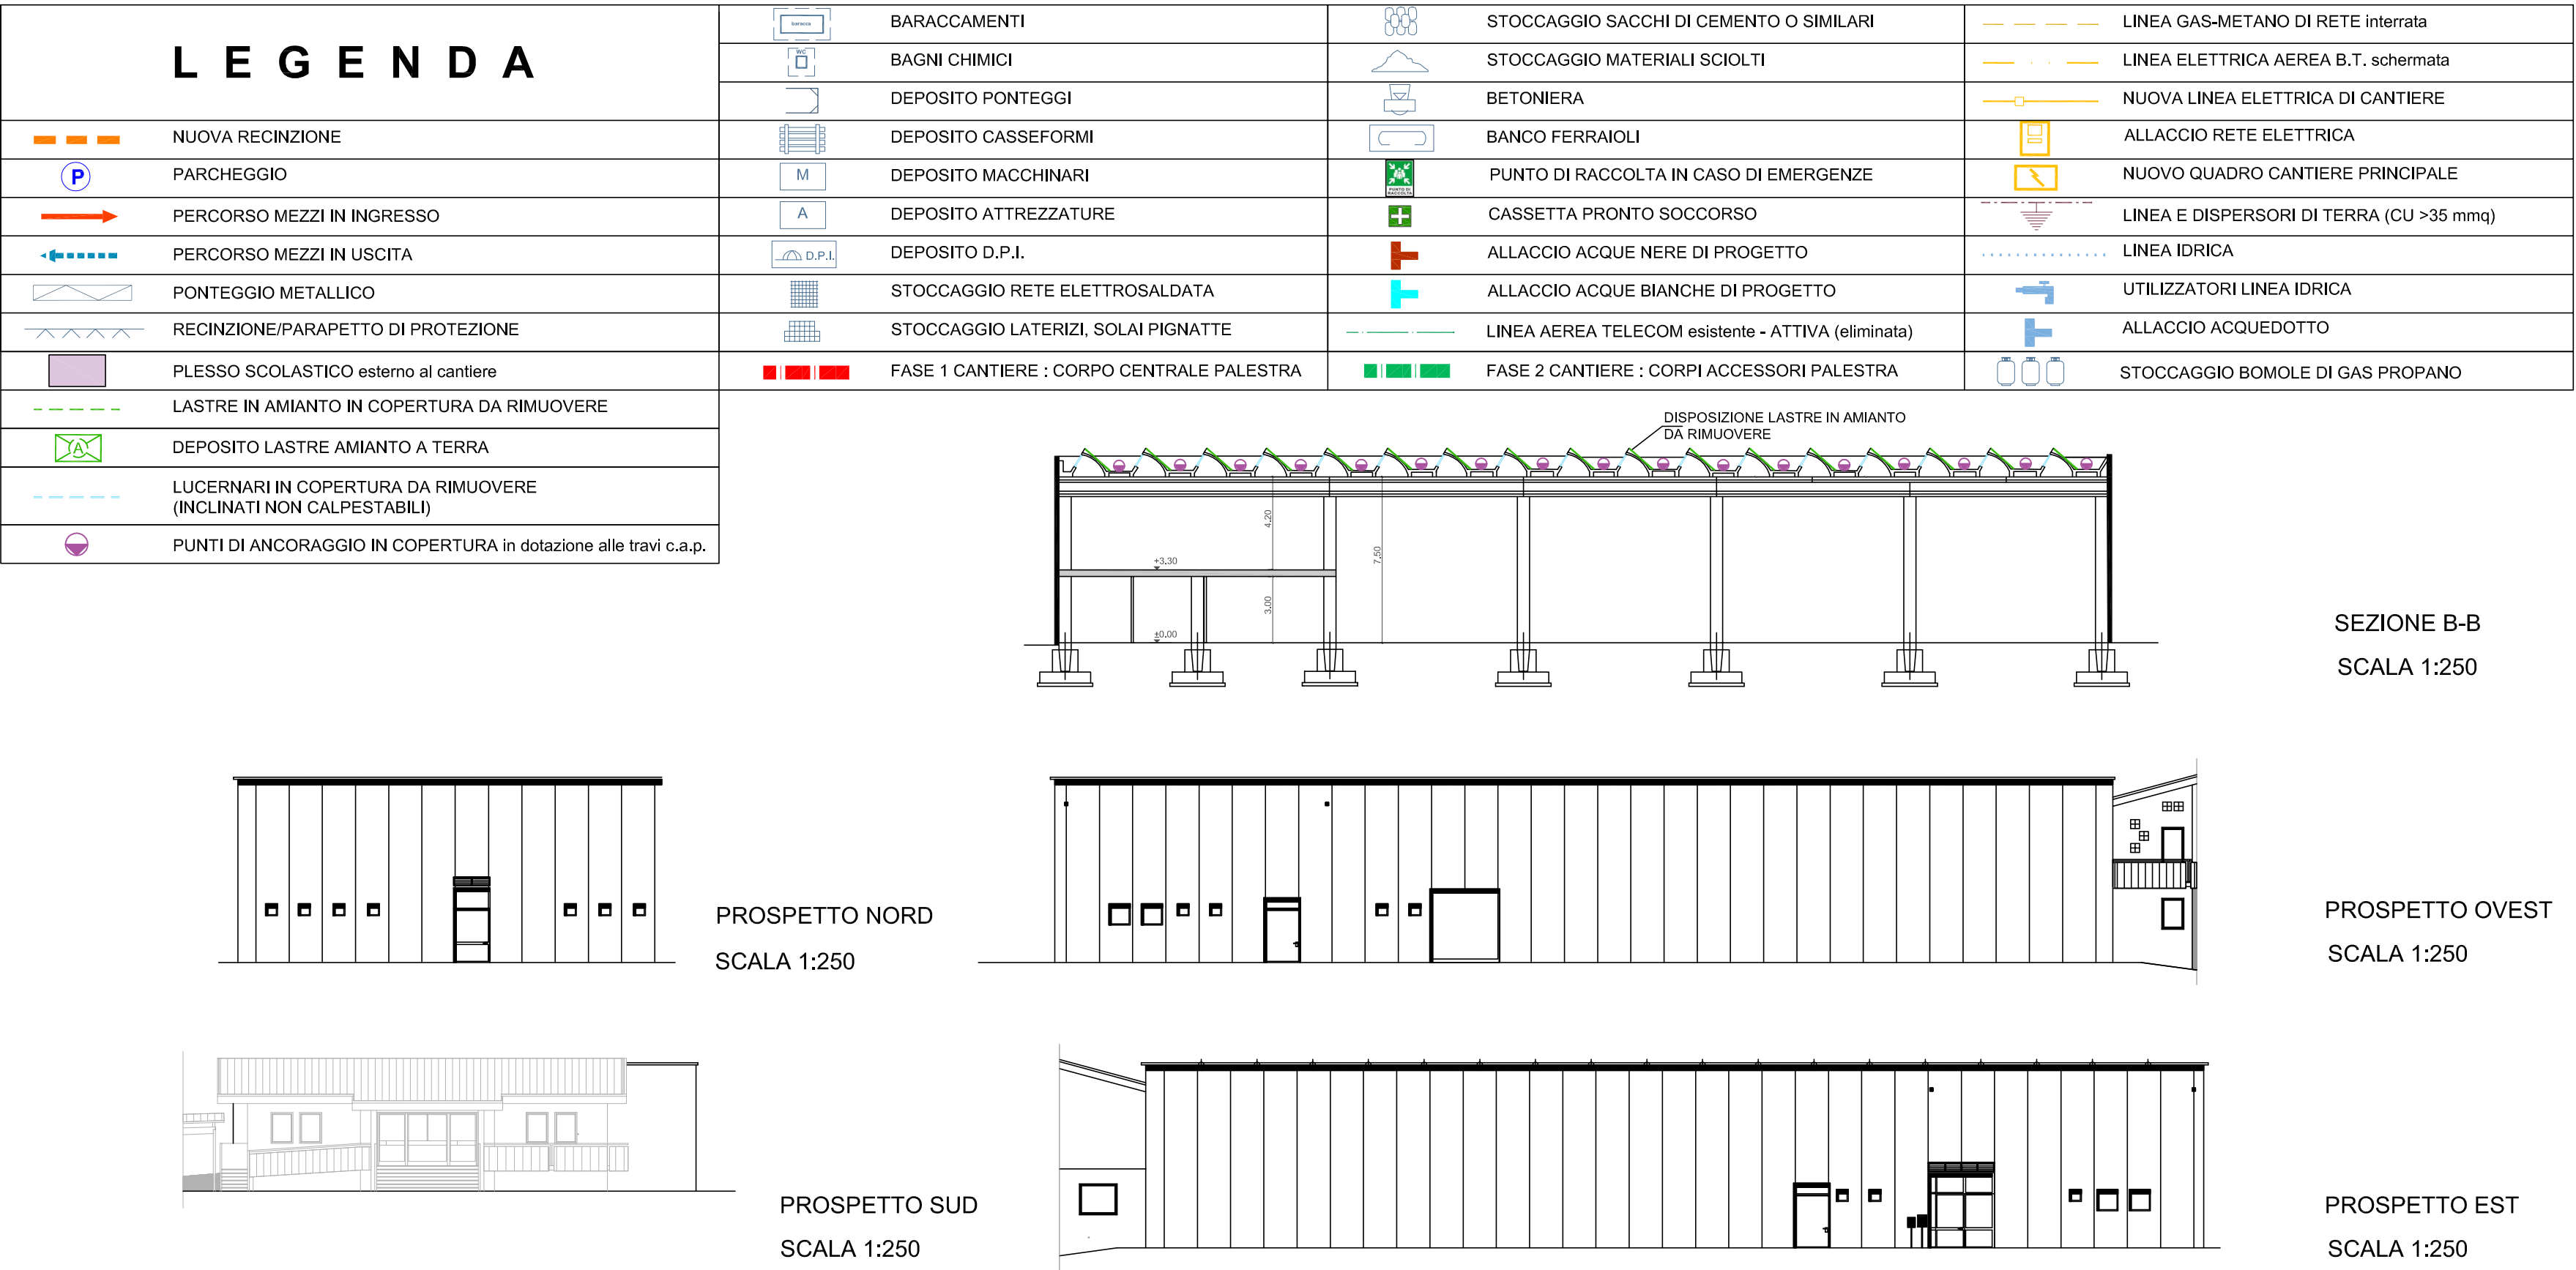 LEGENDA
NUOVA RECINZIONE
P
PARCHEGGIO
PERCORSO MEZZI IN INGRESSO
PERCORSO MEZZI IN USCITA
PONTEGGIO METALLICO
RECINZIONE/PARAPETTO DI PROTEZIONE
PLESSO SCOLASTICO esterno al cantiere
LASTRE IN AMIANTO IN COPERTURA DA RIMUOVERE
A
DEPOSITO LASTRE AMIANTO A TERRA
LUCERNARI IN COPERTURA DA RIMUOVERE
(INCLINATI NON CALPESTABILI)
PUNTI DI ANCORAGGIO IN COPERTURA in dotazione alle travi c.a.p.
baracca
BARACCAMENTI
WC
BAGNI CHIMICI
DEPOSITO PONTEGGI
DEPOSITO CASSEFORMI
M
DEPOSITO MACCHINARI
A
DEPOSITO ATTREZZATURE
D.P.I.
DEPOSITO D.P.I.
STOCCAGGIO RETE ELETTROSALDATA
STOCCAGGIO LATERIZI, SOLAI PIGNATTE
FASE 1 CANTIERE : CORPO CENTRALE PALESTRA
STOCCAGGIO SACCHI DI CEMENTO O SIMILARI
STOCCAGGIO MATERIALI SCIOLTI
BETONIERA
BANCO FERRAIOLI
PUNTO DI
RACCOLTA
PUNTO DI RACCOLTA IN CASO DI EMERGENZE
CASSETTA PRONTO SOCCORSO
ALLACCIO ACQUE NERE DI PROGETTO
ALLACCIO ACQUE BIANCHE DI PROGETTO
LINEA AEREA TELECOM esistente - ATTIVA (eliminata)
FASE 2 CANTIERE : CORPI ACCESSORI PALESTRA
LINEA GAS-METANO DI RETE interrata
LINEA ELETTRICA AEREA B.T. schermata
NUOVA LINEA ELETTRICA DI CANTIERE
ALLACCIO RETE ELETTRICA
NUOVO QUADRO CANTIERE PRINCIPALE
LINEA E DISPERSORI DI TERRA (CU >35 mmq)
LINEA IDRICA
UTILIZZATORI LINEA IDRICA
ALLACCIO ACQUEDOTTO
STOCCAGGIO BOMOLE DI GAS PROPANO
DISPOSIZIONE LASTRE IN AMIANTO
DA RIMUOVERE
4.20
7.50
+3.30
3.00
±0.00
SEZIONE B-B
SCALA 1:250
PROSPETTO NORD
SCALA 1:250
PROSPETTO OVEST
SCALA 1:250
PROSPETTO SUD
SCALA 1:250
PROSPETTO EST
SCALA 1:250